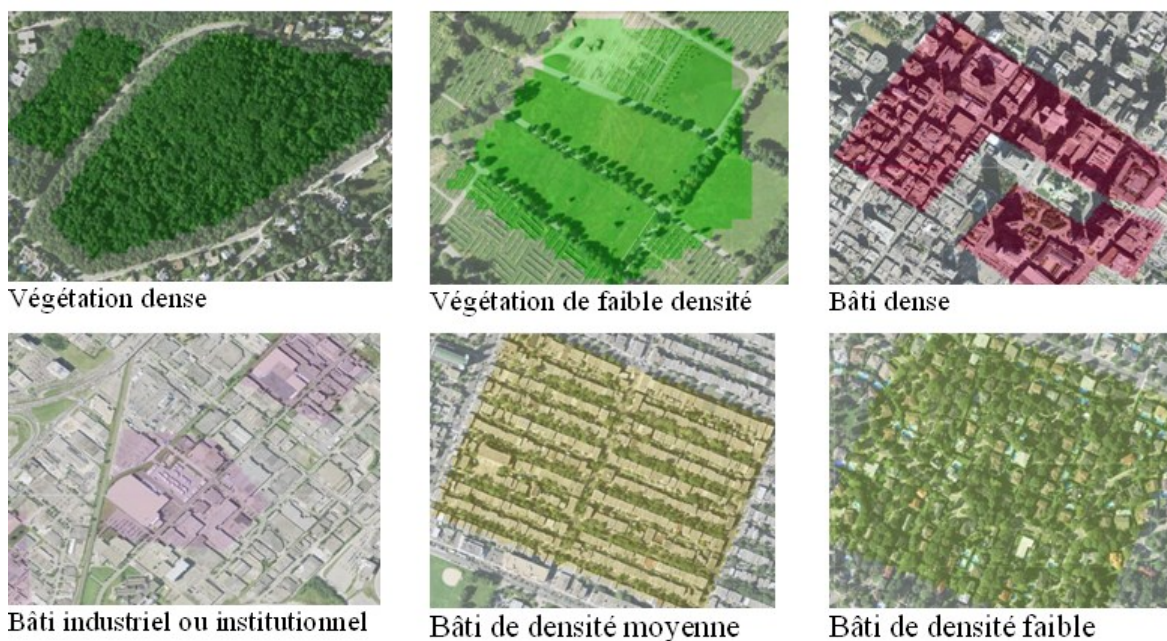 Végétation dense
Végétation de faible densité
Bâti dense
Bâti industriel ou institutionnel
Bâti de densité moyenne
Bâti de densité faible